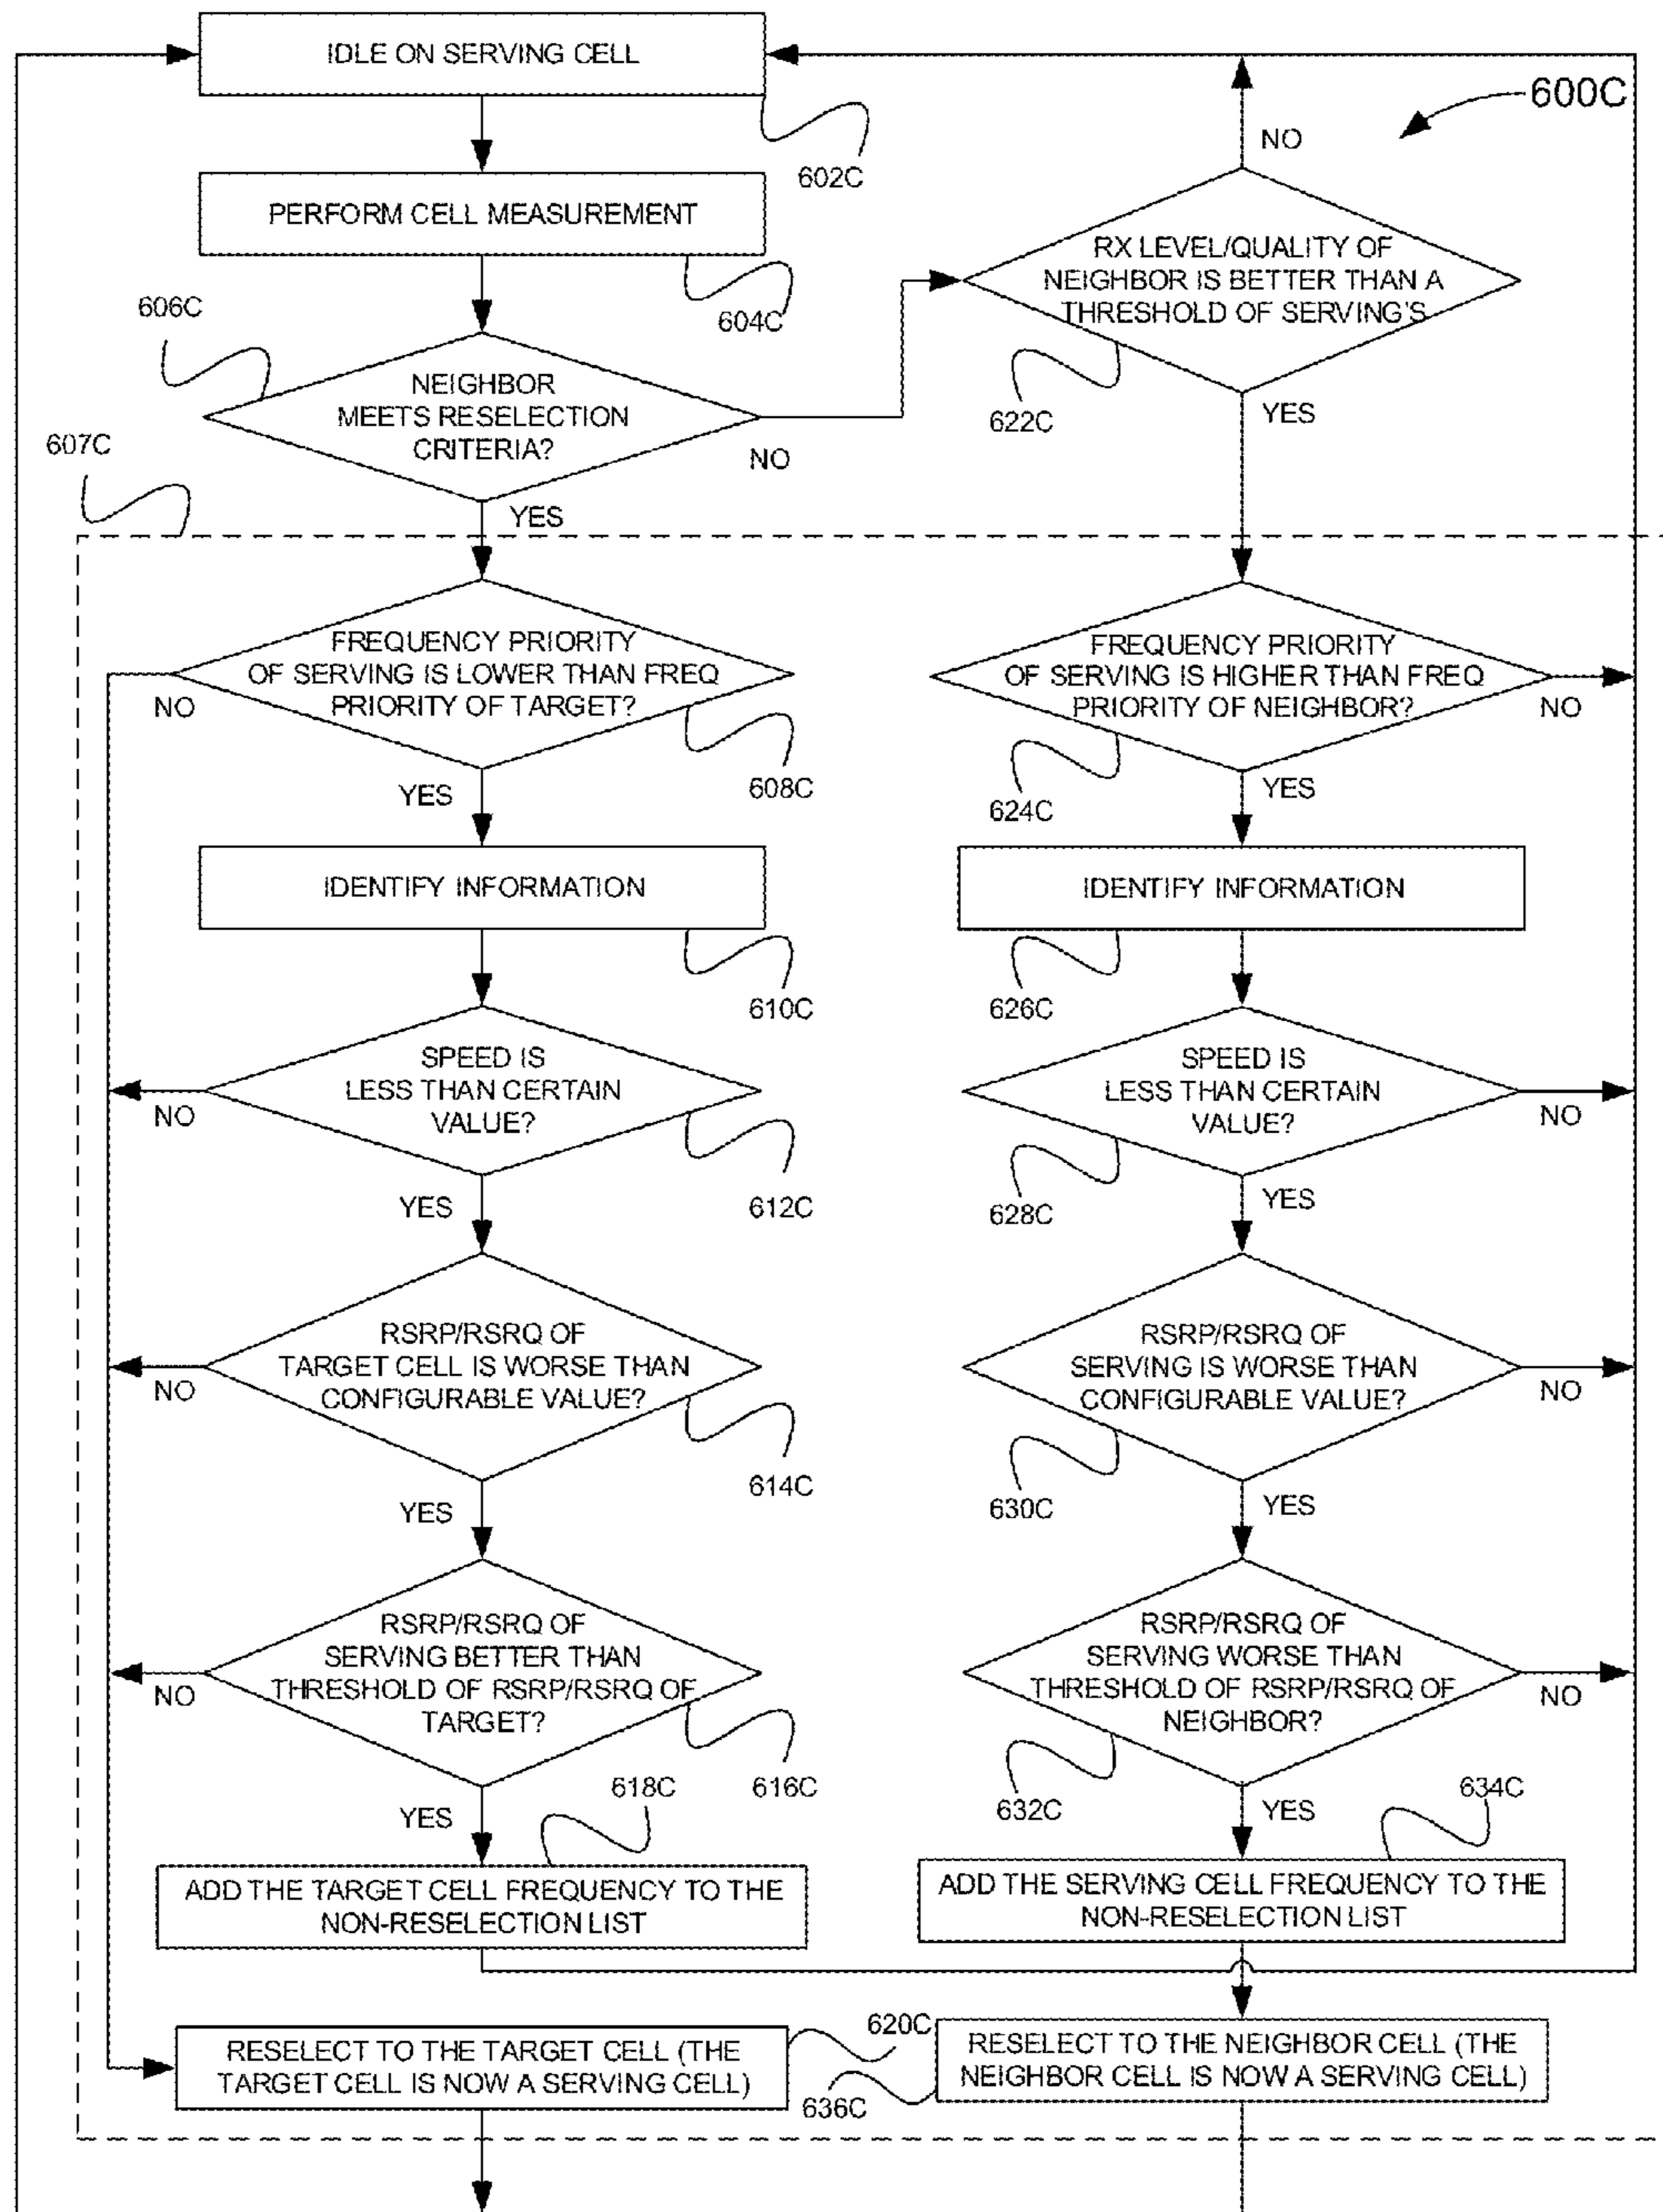 IDLE ON SERVING CELL
600C
NO
602C
PERFORM CELL MEASUREMENT
RX LEVEL/QUALITY OF
NEIGHBOR IS BETTER THAN A
THRESHOLD OF SERVING'S
606C
604C
NEIGHBOR
MEETS RESELECTION
CRITERIA?
622C
YES
607C
NO
YES
FREQUENCY PRIORITY
OF SERVING IS LOWER THAN FREQ
PRIORITY OF TARGET?
NO
FREQUENCY PRIORITY
OF SERVING IS HIGHER THAN FREQ
PRIORITY OF NEIGHBOR?
NO
YES
608C
624C
YES
IDENTIFY INFORMATION
IDENTIFY INFORMATION
610C
626C
SPEED IS
LESS THAN CERTAIN
VALUE?
NO
SPEED IS
LESS THAN CERTAIN
VALUE?
NO
YES
612C
628C
YES
RSRP/RSRQ OF
TARGET CELL IS WORSE THAN
CONFIGURABLE VALUE?
NO
RSRP/RSRQ OF
SERVING IS WORSE THAN
CONFIGURABLE VALUE?
NO
614C
YES
630C
YES
RSRP/RSRQ OF
SERVING BETTER THAN
THRESHOLD OF RSRP/RSRQ OF
TARGET?
NO
RSRP/RSRQ OF
SERVING WORSE THAN
THRESHOLD OF RSRP/RSRQ OF
NEIGHBOR?
NO
618C
616C
632C
634C
YES
YES
ADD THE TARGET CELL FREQUENCY TO THE
NON-RESELECTION LIST
ADD THE SERVING CELL FREQUENCY TO THE
NON-RESELECTION LIST
RESELECT TO THE TARGET CELL (THE
TARGET CELL IS NOW A SERVING CELL)
620C
636C
RESELECT TO THE NEIGHBOR CELL (THE
NEIGHBOR CELL IS NOW A SERVING CELL)